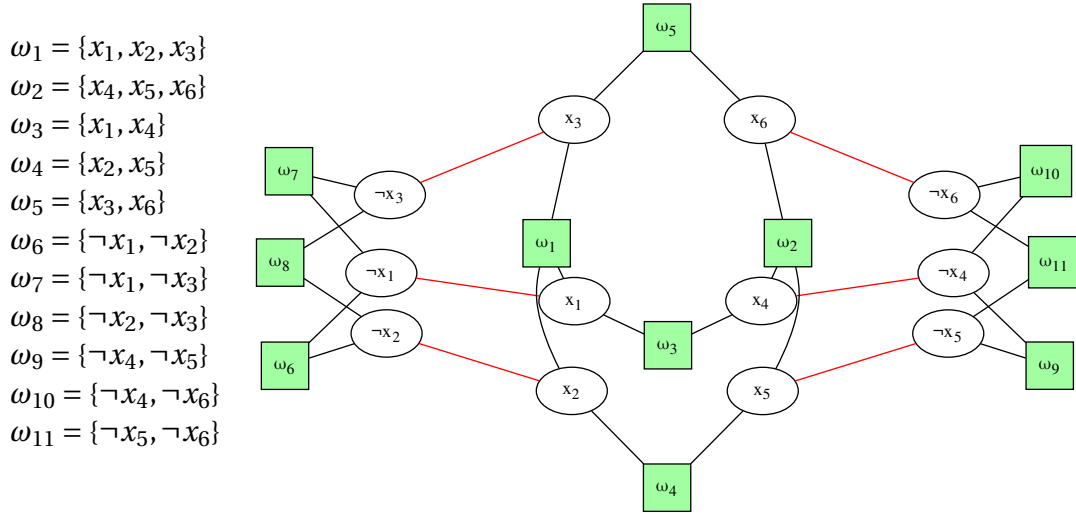 ω₁ = {x₁, x₂, x₃}
ω₂ = {x₄, x₅, x₆}
ω₃ = {x₁, x₄}
ω₄ = {x₂, x₅}
ω₅ = {x₃, x₆}
ω₆ = {¬x₁, ¬x₂}
ω₇ = {¬x₁, ¬x₃}
ω₈ = {¬x₂, ¬x₃}
ω₉ = {¬x₄, ¬x₅}
ω₁₀ = {¬x₄, ¬x₆}
ω₁₁ = {¬x₅, ¬x₆}
ω₅
x₃
x₆
ω₇
ω₁₀
¬x₃
¬x₆
ω₁
ω₂
ω₈
ω₁₁
¬x₁
¬x₄
x₁
x₄
¬x₂
¬x₅
ω₃
ω₆
ω₉
x₂
x₅
ω₄